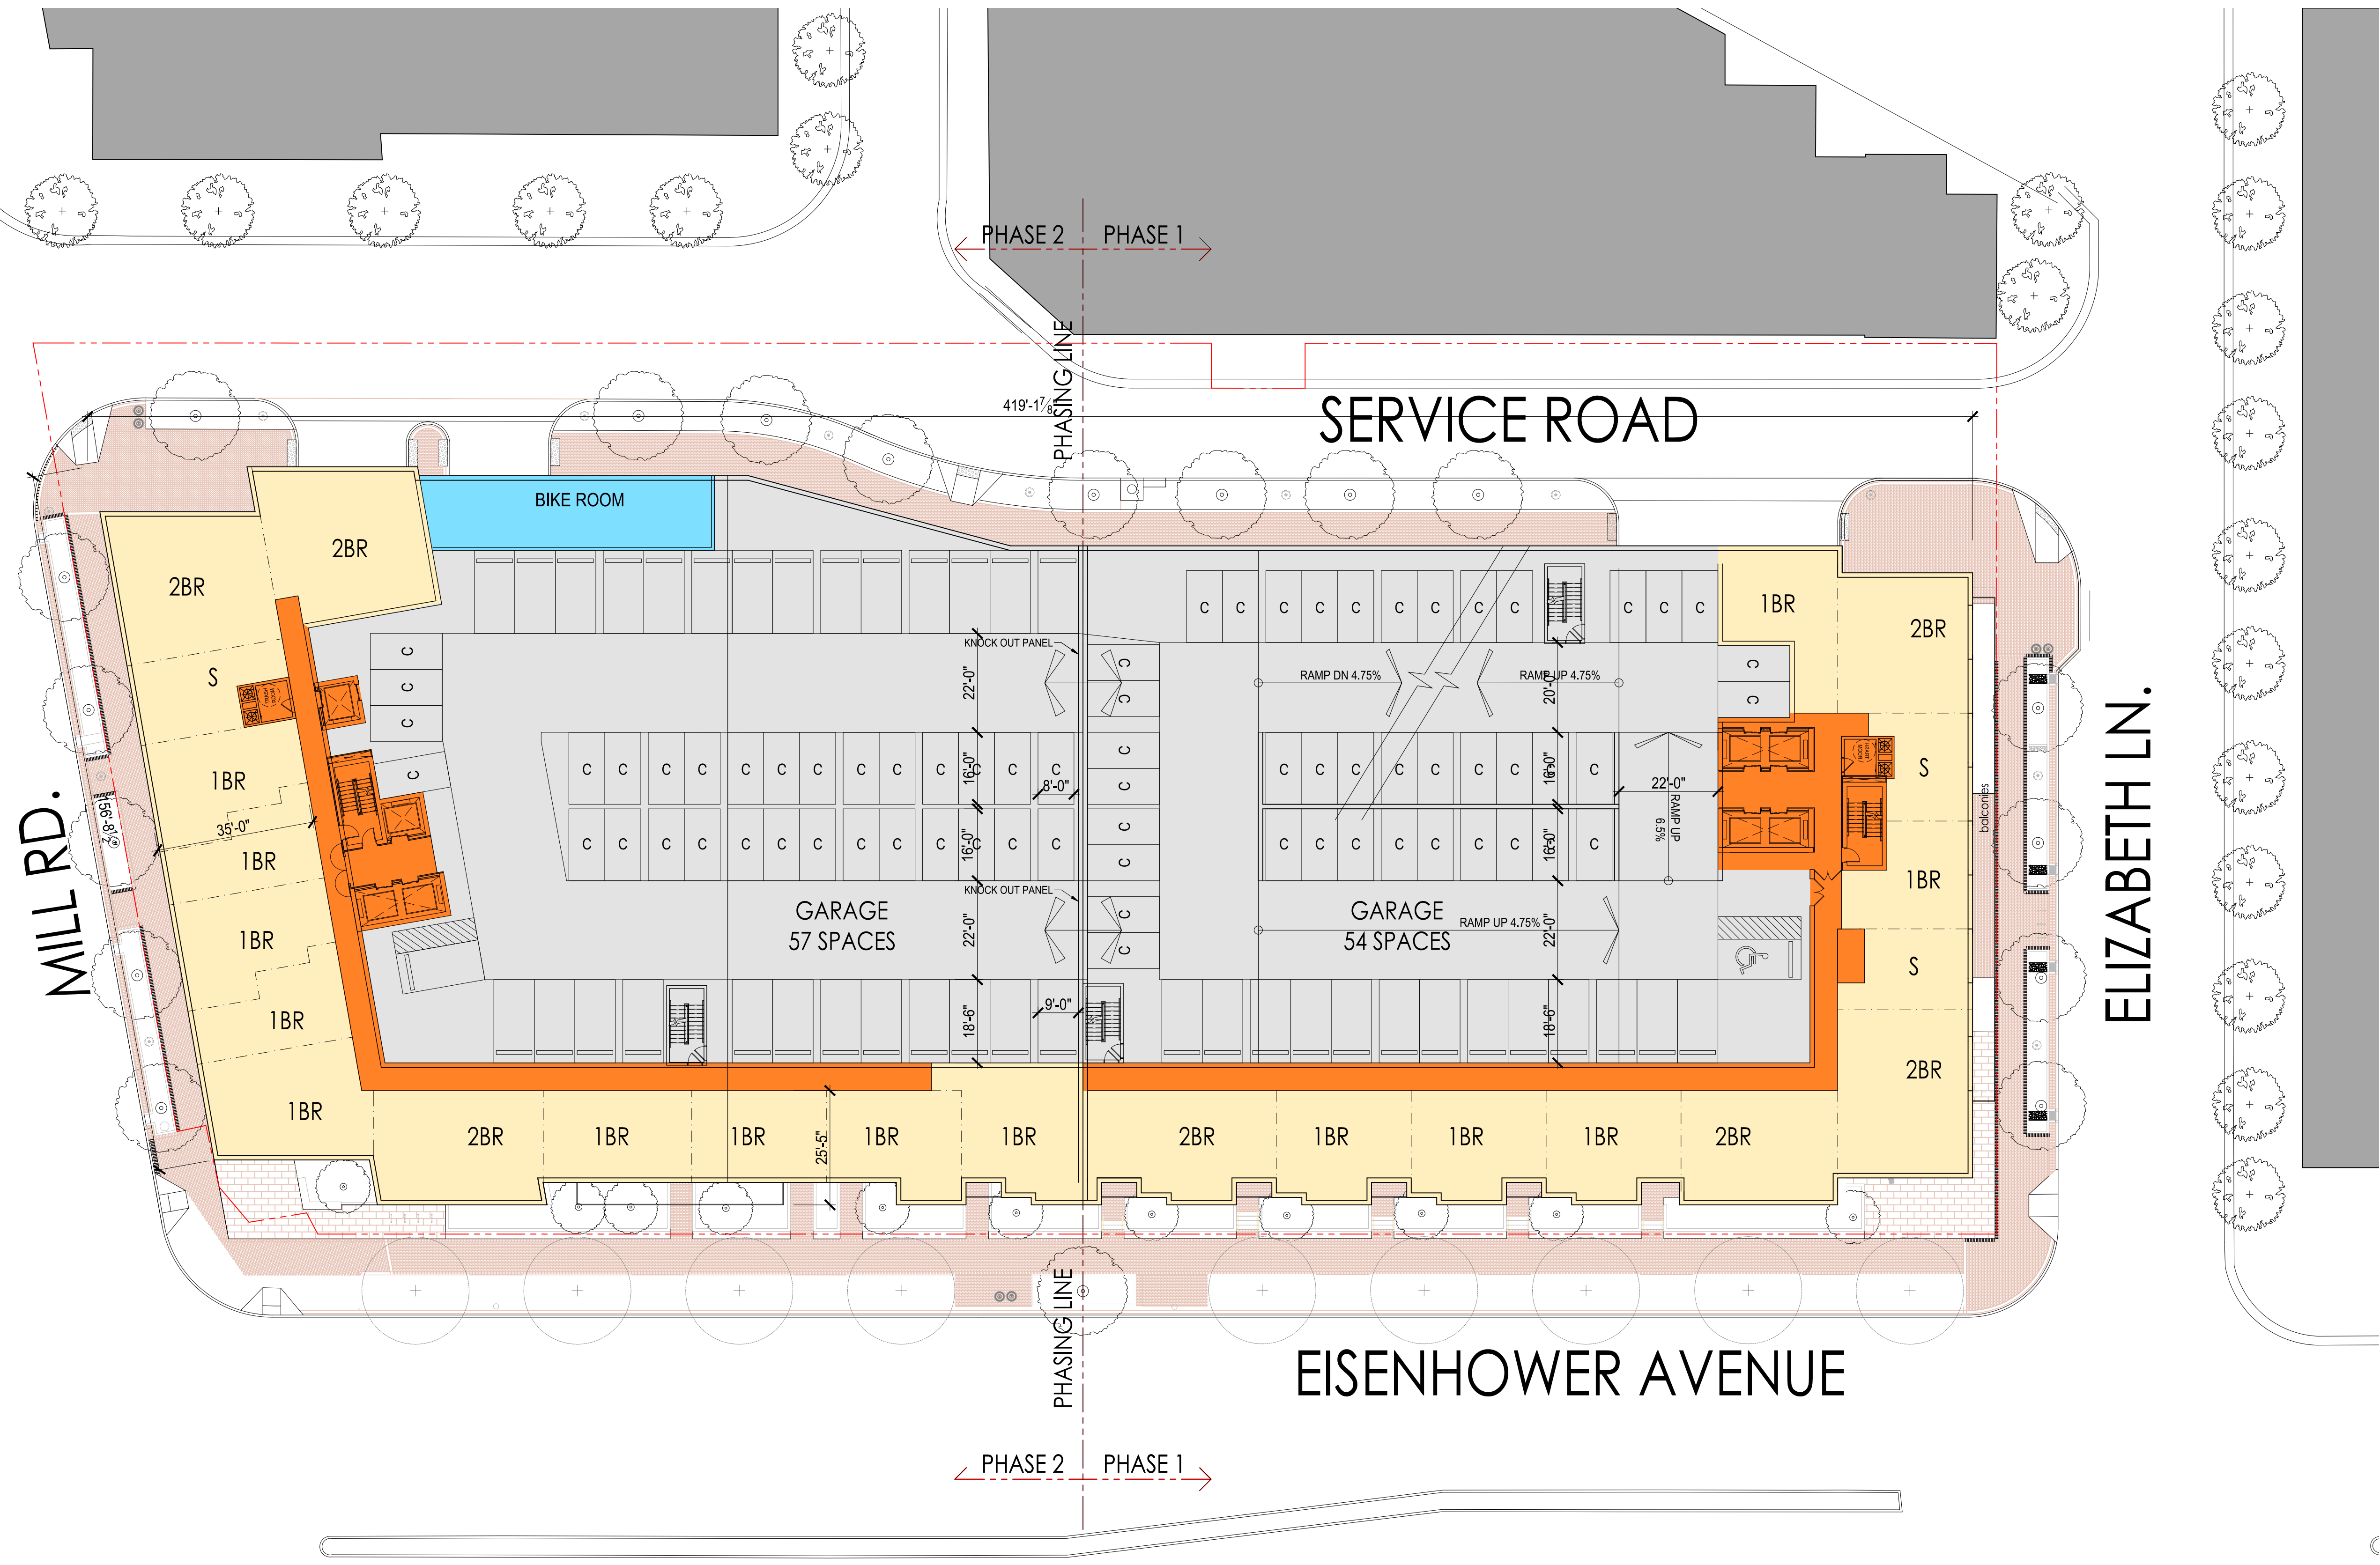 PHASE 2 PHASE 1
PHASING LINE
419'-1⅞"
SERVICE ROAD
BIKE ROOM
2BR
2BR
S
TRASH ROOM
1BR
35'-0"
1BR
1BR
1BR
1BR
MILL RD.
156'-8½"
C
C
C
C
KNOCK OUT PANEL
22'-0"
C
C
C C C C C C C C C C C C C
16'-0"
8'-0"
C
C
C C C C C C C C C C C C C
16'-0"
C
C
KNOCK OUT PANEL
GARAGE
57 SPACES
22'-0"
C
C
18'-6"
9'-0"
C C C C C C C C C C C C
RAMP DN 4.75%
RAMP UP 4.75%
20'-0"
C
C
C C C C C C C C C
16'-0"
22'-0"
RAMP UP
6.5%
C C C C C C C C C
16'-0"
GARAGE
54 SPACES
RAMP UP 4.75%
22'-0"
18'-6"
1BR
2BR
S
1BR
S
2BR
balconies
ELIZABETH LN.
2BR
1BR
1BR
25'-5"
1BR
1BR
2BR
1BR
1BR
1BR
2BR
PHASING LINE
EISENHOWER AVENUE
PHASE 2 PHASE 1